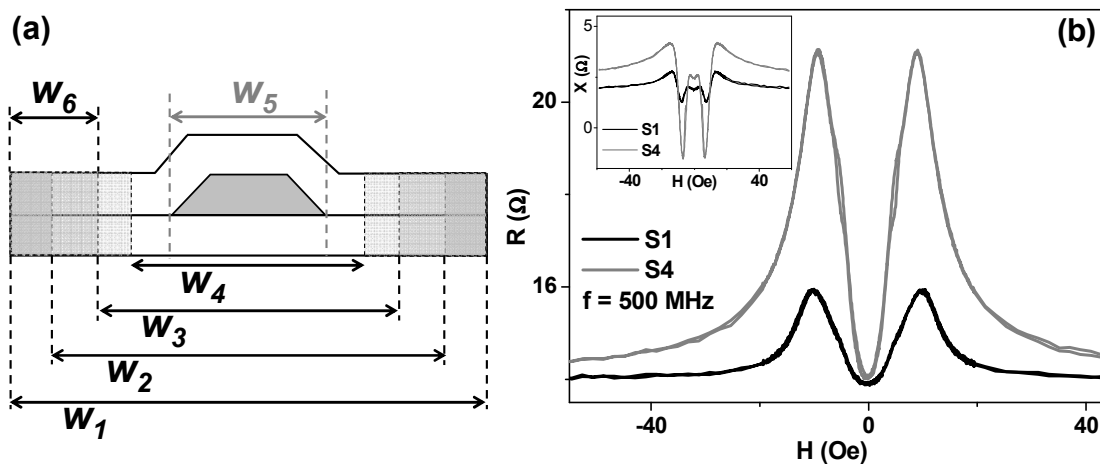 (a)
w6
w5
w4
w3
w2
w1
(b)
5
0
X (Ω)
S1
S4
-40
0
40
H (Oe)
20
16
R (Ω)
S1
S4
f = 500 MHz
-40
0
40
H (Oe)